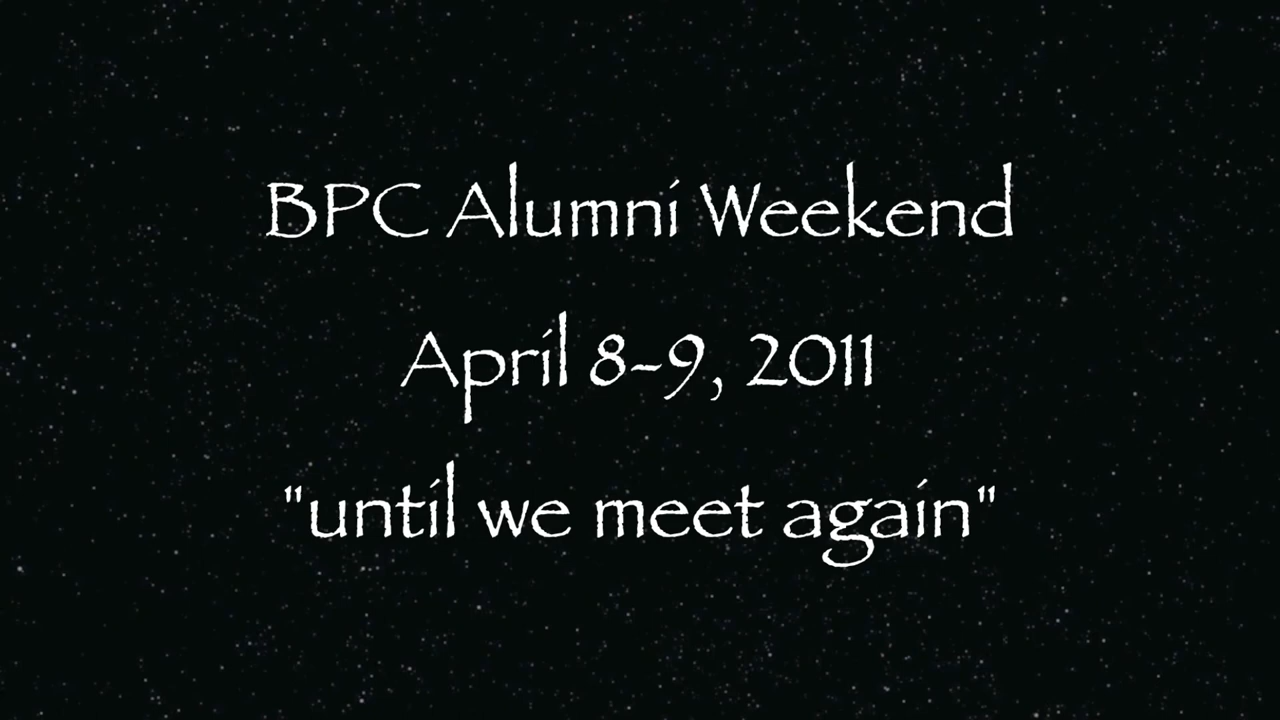 BPC Alumni Weekend
April 8-9, 2011
"until we meet again"